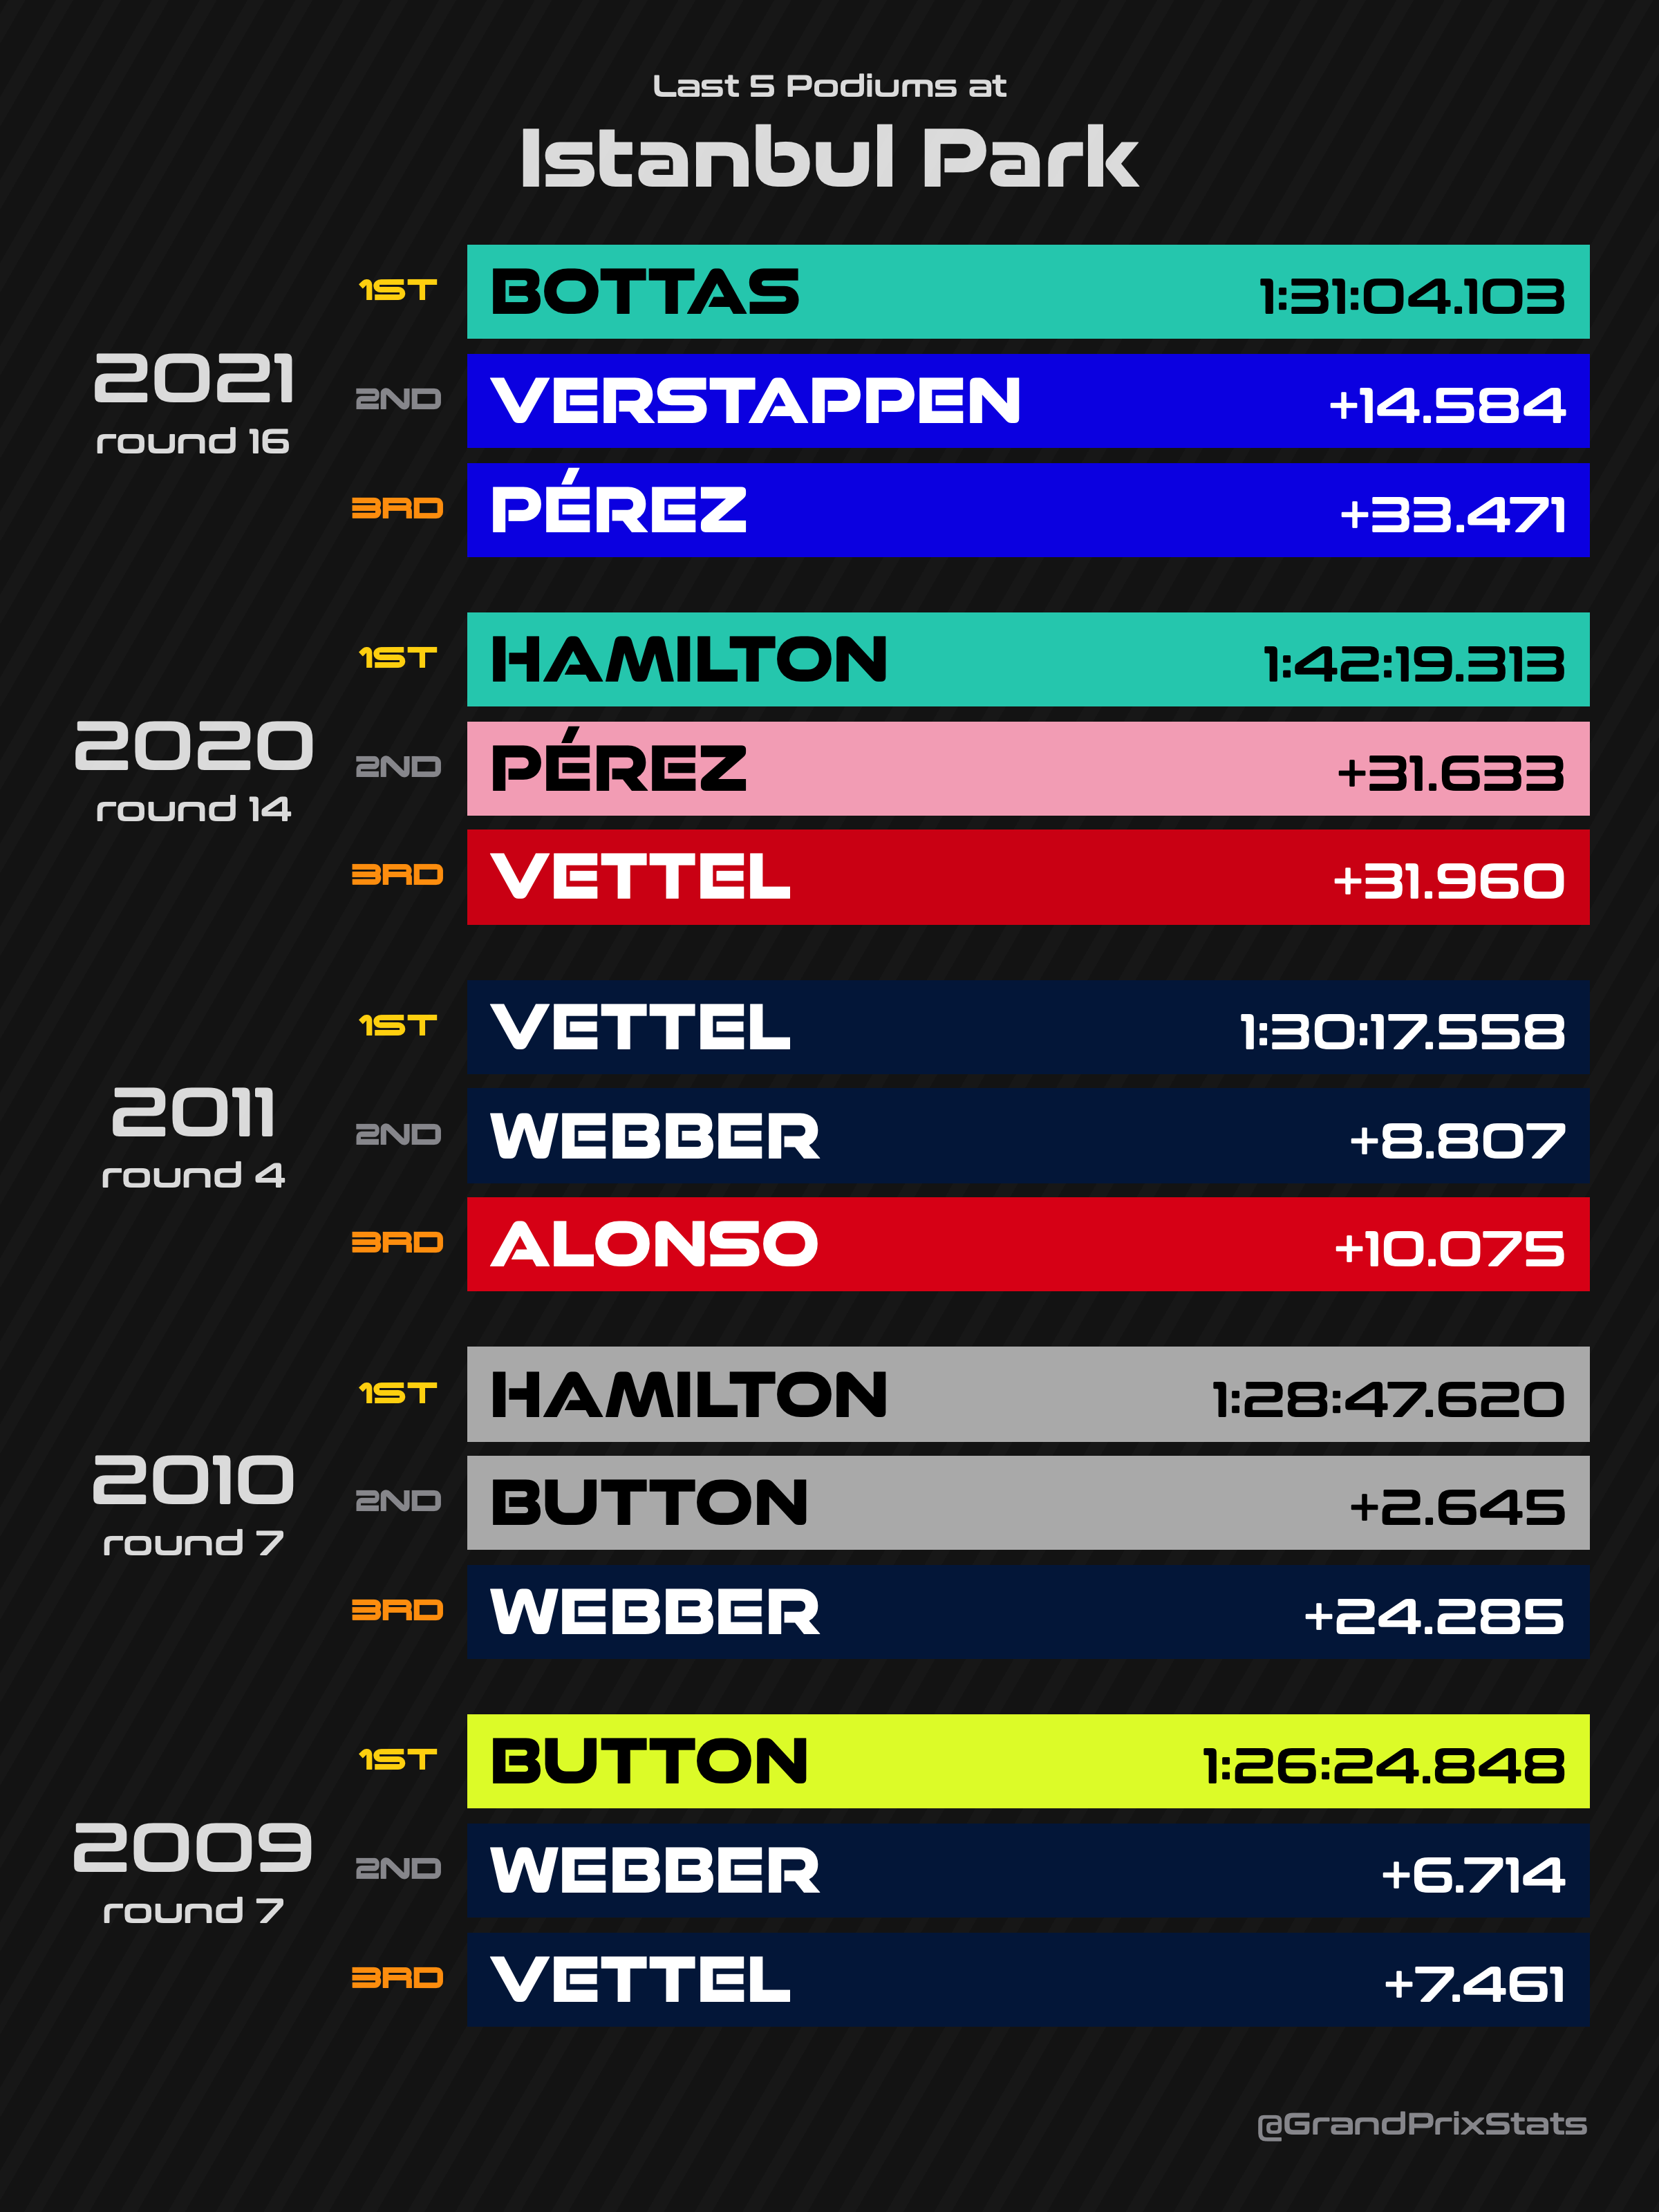 Last 5 Podiums at
Istanbul Park
2021
round 16
1ST BOTTAS 1:31:04.103
2ND VERSTAPPEN +14.584
3RD PÉREZ +33.471
2020
round 14
1ST HAMILTON 1:42:19.313
2ND PÉREZ +31.633
3RD VETTEL +31.960
2011
round 4
1ST VETTEL 1:30:17.558
2ND WEBBER +8.807
3RD ALONSO +10.075
2010
round 7
1ST HAMILTON 1:28:47.620
2ND BUTTON +2.645
3RD WEBBER +24.285
2009
round 7
1ST BUTTON 1:26:24.848
2ND WEBBER +6.714
3RD VETTEL +7.461
@GrandPrixStats